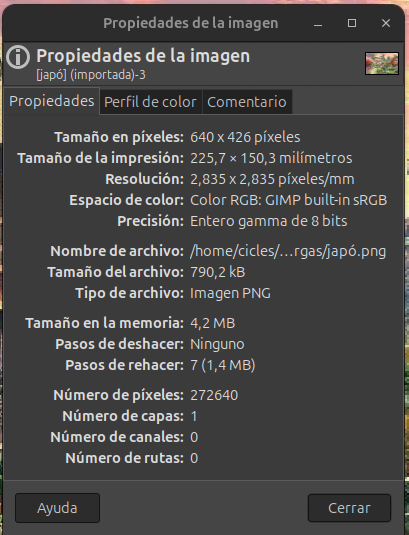 Propiedades de la imagen
Propiedades de la imagen
[japó] (importada)-3
Propiedades Perfil de color Comentario
Tamaño en píxeles: 640 x 426 píxeles
Tamaño de la impresión: 225,7 × 150,3 milímetros
Resolución: 2,835 x 2,835 píxeles/mm
Espacio de color: Color RGB: GIMP built-in sRGB
Precisión: Entero gamma de 8 bits
Nombre de archivo: /home/cicles/…rgas/japó.png
Tamaño del archivo: 790,2 kB
Tipo de archivo: Imagen PNG
Tamaño en la memoria: 4,2 MB
Pasos de deshacer: Ninguno
Pasos de rehacer: 7 (1,4 MB)
Número de píxeles: 272640
Número de capas: 1
Número de canales: 0
Número de rutas: 0
Ayuda Cerrar